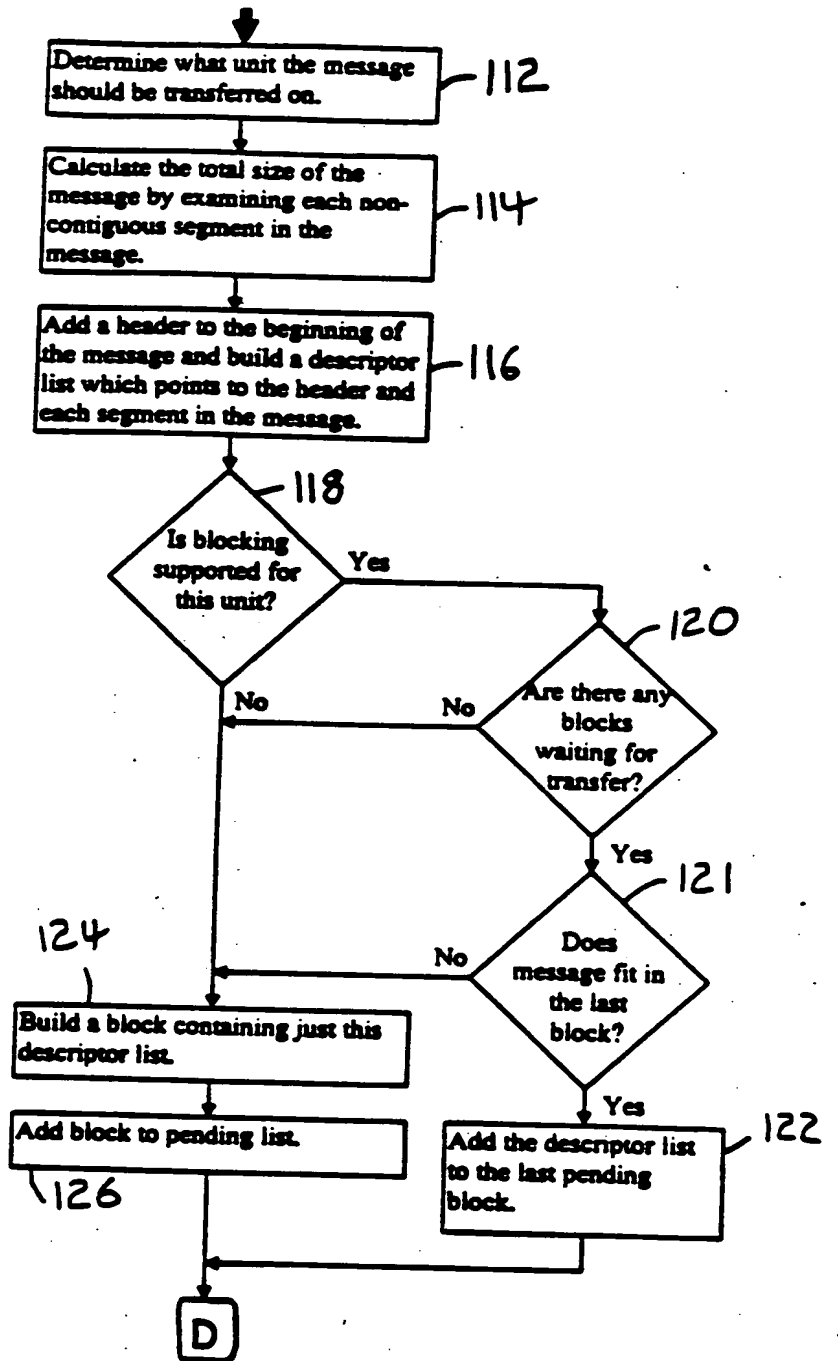 Determine what unit the message
should be transferred on.
112
Calculate the total size of the
message by examining each non-
contiguous segment in the
message.
114
Add a header to the beginning of
the message and build a descriptor
list which points to the header and
each segment in the message.
116
118
Is blocking
supported for
this unit?
Yes
No
120
Are there any
blocks
waiting for
transfer?
No
Yes
121
Does
message fit in
the last
block?
No
Yes
124
Build a block containing just this
descriptor list.
Add block to pending list.
126
Add the descriptor list
to the last pending
block.
122
D